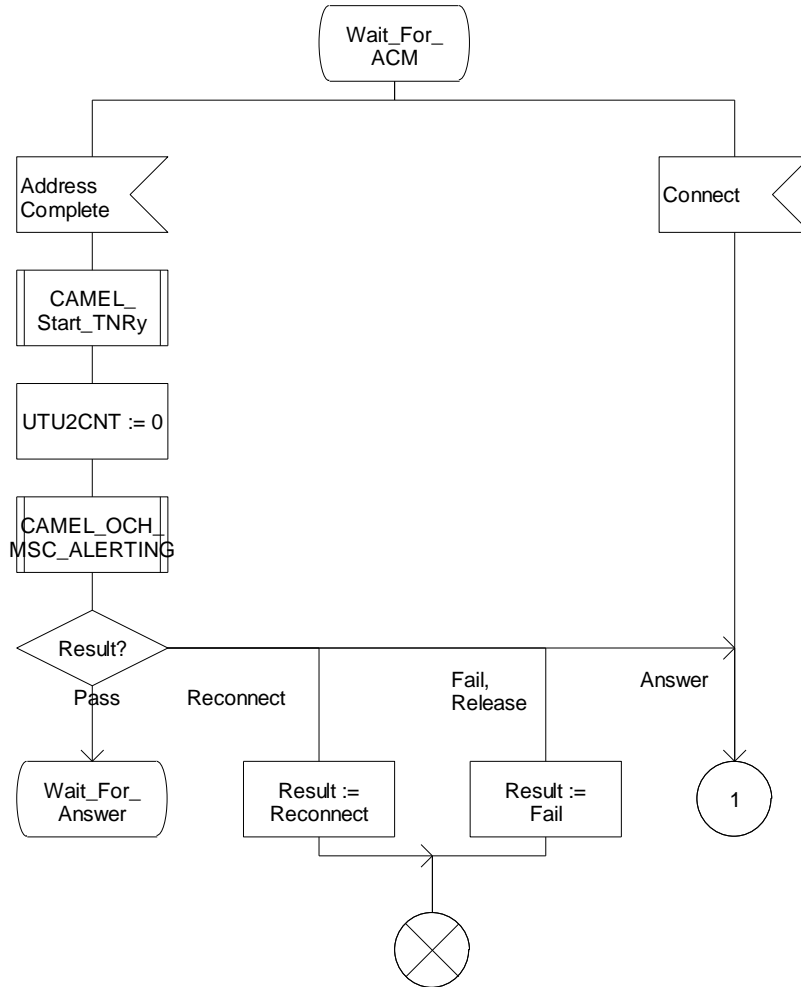 Wait_For_
ACM
Address
Complete
Connect
CAMEL_
Start_TNRy
UTU2CNT := 0
CAMEL_OCH_
MSC_ALERTING
Result?
Pass
Reconnect
Fail,
Release
Answer
Wait_For_
Answer
Result :=
Reconnect
Result :=
Fail
1